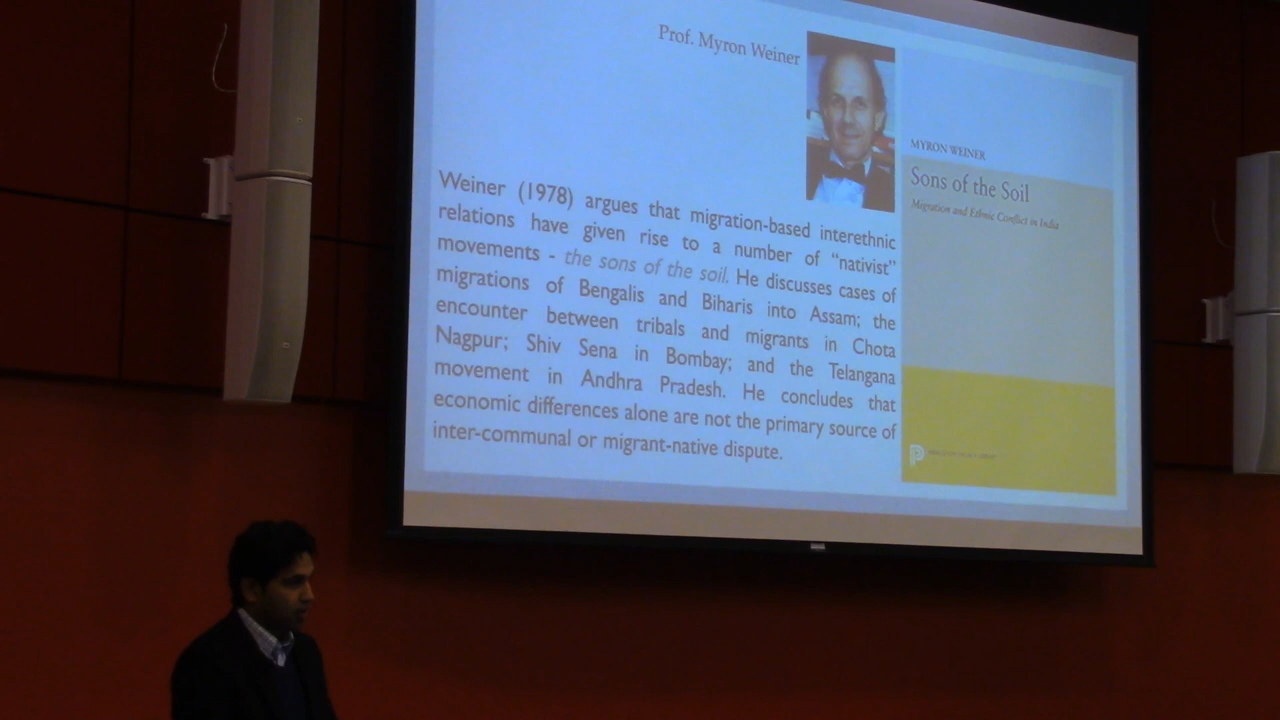 Prof. Myron Weiner
Weiner (1978) argues that migration-based interethnic
relations have given rise to a number of “nativist”
movements - the sons of the soil. He discusses cases of
migrations of Bengalis and Biharis into Assam; the
encounter between tribals and migrants in Chota
Nagpur; Shiv Sena in Bombay; and the Telangana
movement in Andhra Pradesh. He concludes that
economic differences alone are not the primary source of
inter-communal or migrant-native dispute.
MYRON WEINER
Sons of the Soil
Migration and Ethnic Conflict in India